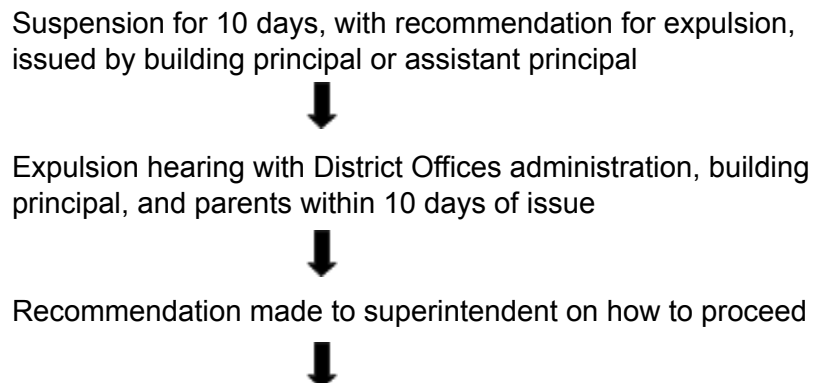 Suspension for 10 days, with recommendation for expulsion,
issued by building principal or assistant principal
Expulsion hearing with District Offices administration, building
principal, and parents within 10 days of issue
Recommendation made to superintendent on how to proceed